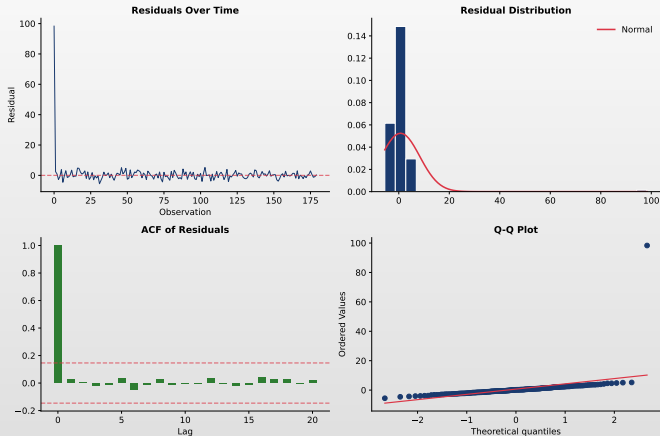 Residuals Over Time
100
80
60
40
20
0
Residual
0 25 50 75 100 125 150 175
Observation
Residual Distribution
Normal
0.14
0.12
0.10
0.08
0.06
0.04
0.02
0.00
0 20 40 60 80 100
ACF of Residuals
1.0
0.8
0.6
0.4
0.2
0.0
−0.2
0 5 10 15 20
Lag
Q-Q Plot
100
80
60
40
20
0
Ordered Values
−2 −1 0 1 2
Theoretical quantiles